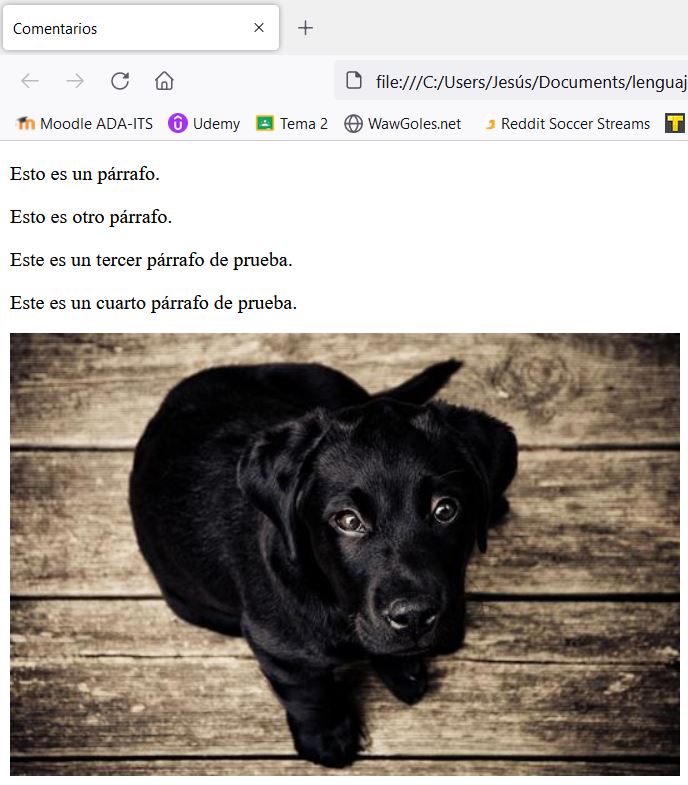 Comentarios
file:///C:/Users/Jesús/Documents/lenguaj
Moodle ADA-ITS Udemy Tema 2 WawGoles.net Reddit Soccer Streams
Esto es un párrafo.
Esto es otro párrafo.
Este es un tercer párrafo de prueba.
Este es un cuarto párrafo de prueba.